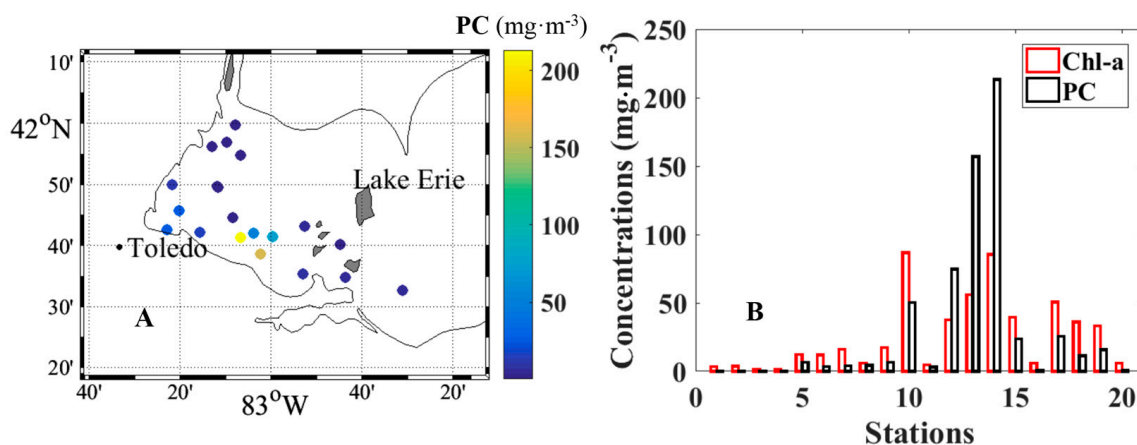 PC (mg·m-3)
10'
42°N
50'
40'
30'
20'
40' 20' 83°W 40' 20'
Lake Erie
Toledo
A
200
150
100
50
Concentrations (mg·m-3)
250
200
150
100
50
0
Chl-a
PC
B
0 5 10 15 20
Stations